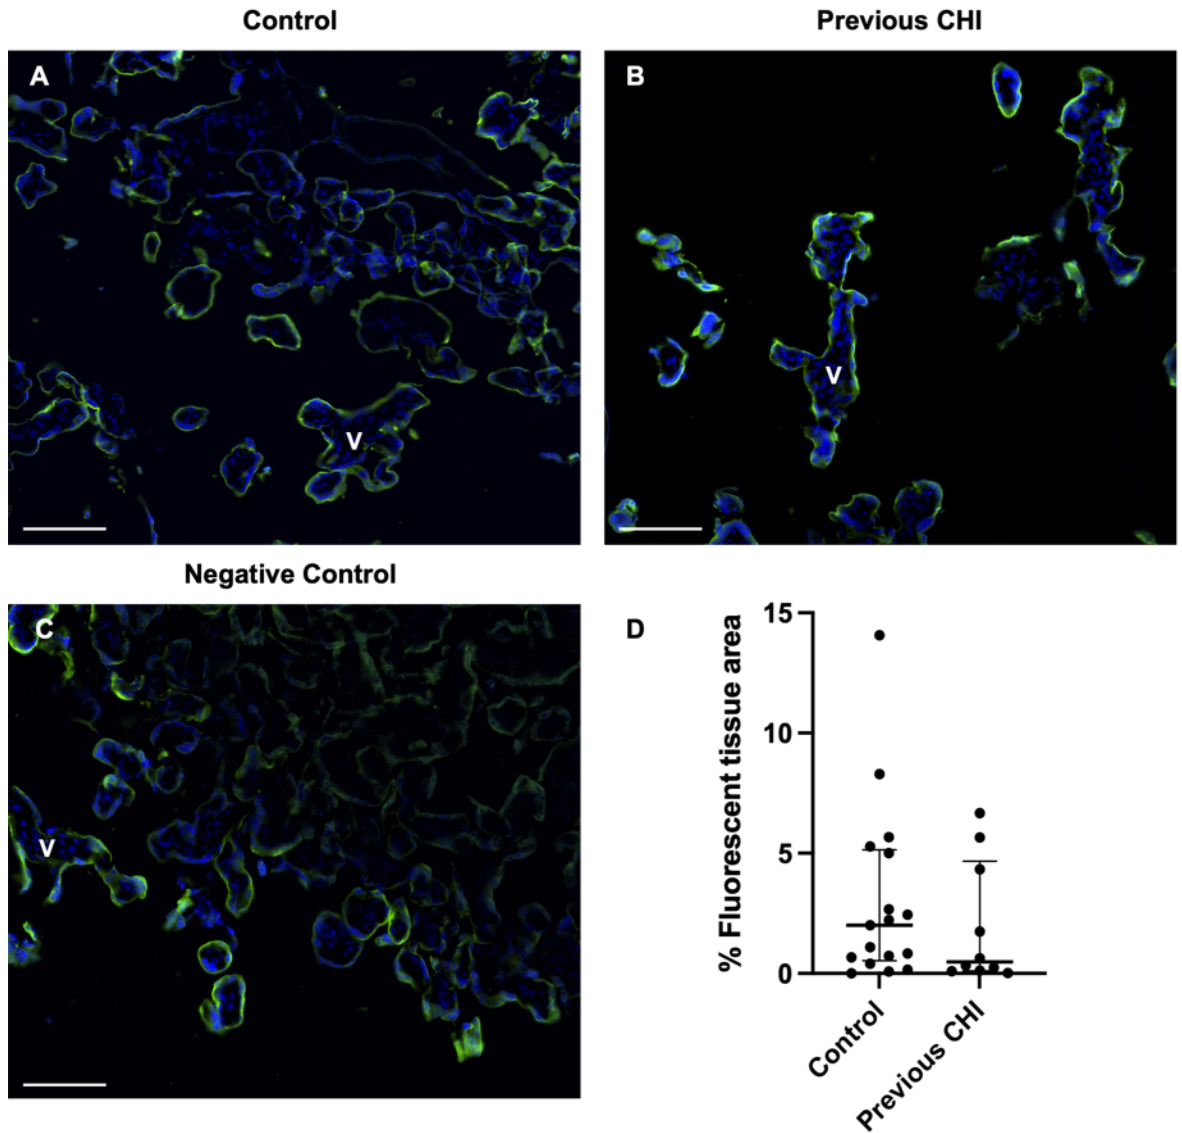 Control
Previous CHI
A
B
V
V
Negative Control
C
V
D
% Fluorescent tissue area
15
10
5
0
Control
Previous CHI